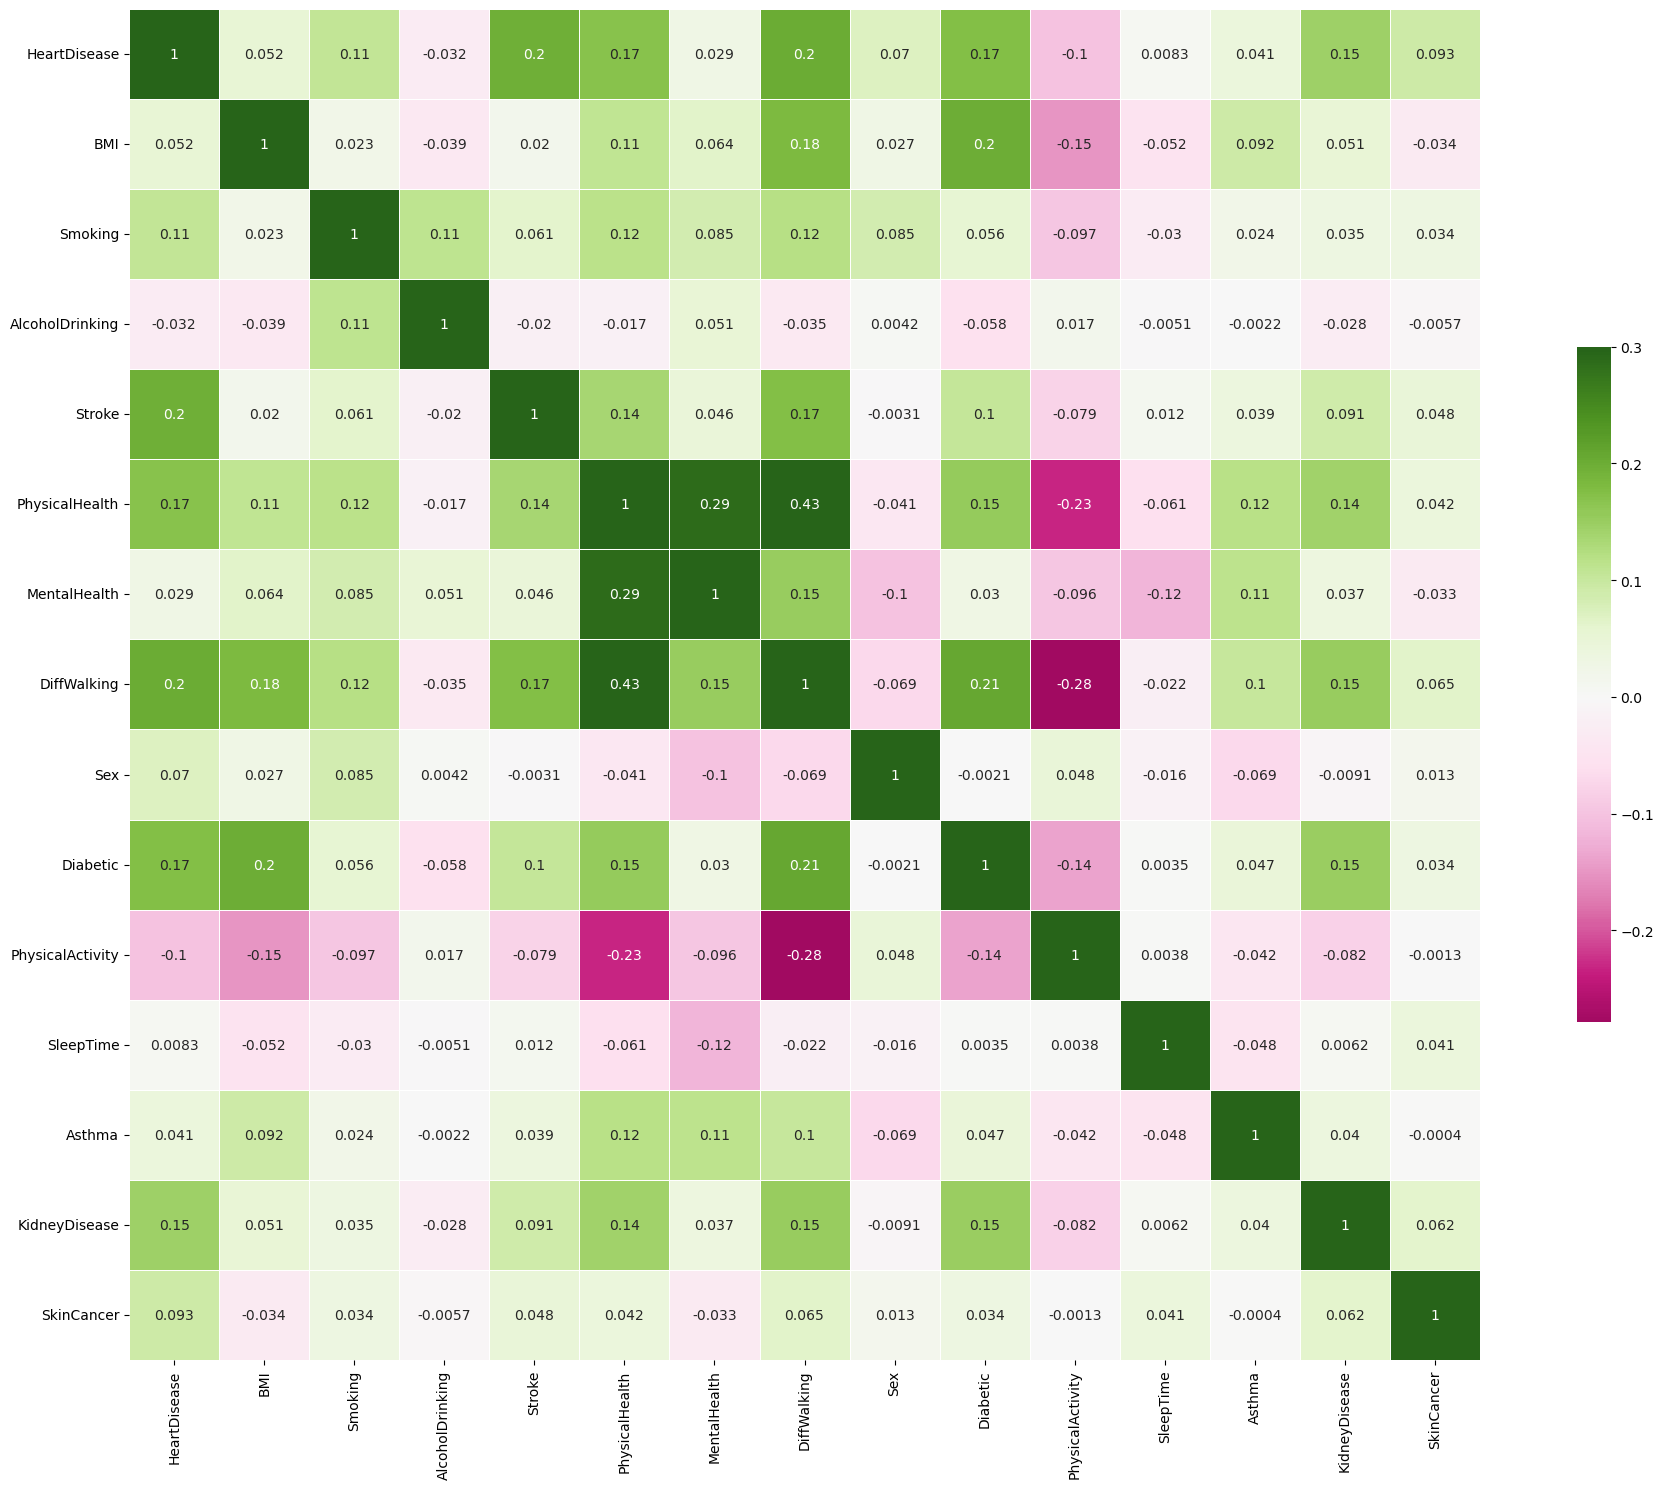 HeartDisease 1 0.052 0.11 -0.032 0.2 0.17 0.029 0.2 0.07 0.17 -0.1 0.0083 0.041 0.15 0.093
BMI 0.052 1 0.023 -0.039 0.02 0.11 0.064 0.18 0.027 0.2 -0.15 -0.052 0.092 0.051 -0.034
Smoking 0.11 0.023 1 0.11 0.061 0.12 0.085 0.12 0.085 0.056 -0.097 -0.03 0.024 0.035 0.034
AlcoholDrinking -0.032 -0.039 0.11 1 -0.02 -0.017 0.051 -0.035 0.0042 -0.058 0.017 -0.0051 -0.0022 -0.028 -0.0057
Stroke 0.2 0.02 0.061 -0.02 1 0.14 0.046 0.17 -0.0031 0.1 -0.079 0.012 0.039 0.091 0.048
PhysicalHealth 0.17 0.11 0.12 -0.017 0.14 1 0.29 0.43 -0.041 0.15 -0.23 -0.061 0.12 0.14 0.042
MentalHealth 0.029 0.064 0.085 0.051 0.046 0.29 1 0.15 -0.1 0.03 -0.096 -0.12 0.11 0.037 -0.033
DiffWalking 0.2 0.18 0.12 -0.035 0.17 0.43 0.15 1 -0.069 0.21 -0.28 -0.022 0.1 0.15 0.065
Sex 0.07 0.027 0.085 0.0042 -0.0031 -0.041 -0.1 -0.069 1 -0.0021 0.048 -0.016 -0.069 -0.0091 0.013
Diabetic 0.17 0.2 0.056 -0.058 0.1 0.15 0.03 0.21 -0.0021 1 -0.14 0.0035 0.047 0.15 0.034
PhysicalActivity -0.1 -0.15 -0.097 0.017 -0.079 -0.23 -0.096 -0.28 0.048 -0.14 1 0.0038 -0.042 -0.082 -0.0013
SleepTime 0.0083 -0.052 -0.03 -0.0051 0.012 -0.061 -0.12 -0.022 -0.016 0.0035 0.0038 1 -0.048 0.0062 0.041
Asthma 0.041 0.092 0.024 -0.0022 0.039 0.12 0.11 0.1 -0.069 0.047 -0.042 -0.048 1 0.04 -0.0004
KidneyDisease 0.15 0.051 0.035 -0.028 0.091 0.14 0.037 0.15 -0.0091 0.15 -0.082 0.0062 0.04 1 0.062
SkinCancer 0.093 -0.034 0.034 -0.0057 0.048 0.042 -0.033 0.065 0.013 0.034 -0.0013 0.041 -0.0004 0.062 1
HeartDisease
BMI
Smoking
AlcoholDrinking
Stroke
PhysicalHealth
MentalHealth
DiffWalking
Sex
Diabetic
PhysicalActivity
SleepTime
Asthma
KidneyDisease
SkinCancer
0.3
0.2
0.1
0.0
−0.1
−0.2